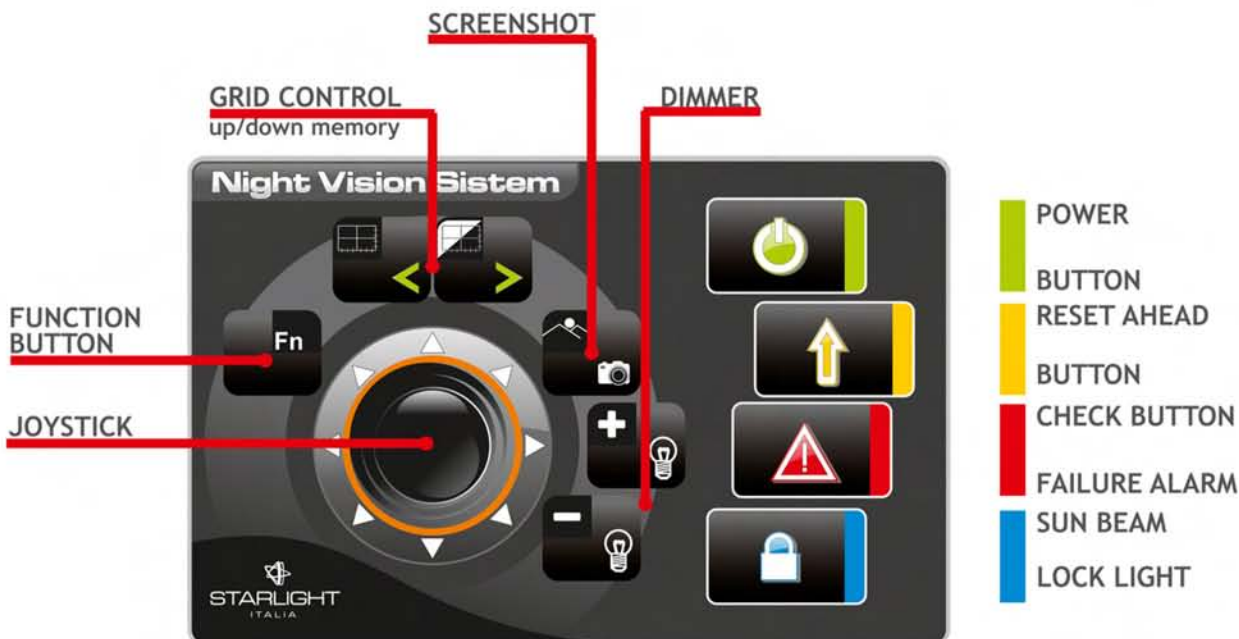 SCREENSHOT
GRID CONTROL
up/down memory
DIMMER
Night Vision Sistem
FUNCTION
BUTTON
Fn
JOYSTICK
STARLIGHT
ITALIA
POWER
BUTTON
RESET AHEAD
BUTTON
CHECK BUTTON
FAILURE ALARM
SUN BEAM
LOCK LIGHT